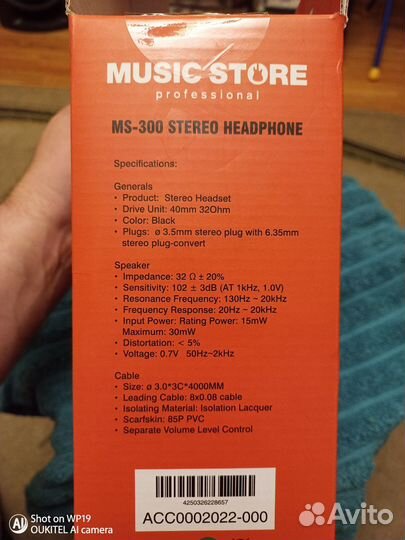 MUSIC STORE
professional
MS-300 STEREO HEADPHONE
Specifications:
Generals
• Product: Stereo Headset
• Drive Unit: 40mm 32Ohm
• Color: Black
• Plugs: ø 3.5mm stereo plug with 6.35mm
stereo plug-convert
Speaker
• Impedance: 32 Ω ± 20%
• Sensitivity: 102 ± 3dB (AT 1kHz, 1.0V)
• Resonance Frequency: 130Hz ~ 20kHz
• Frequency Response: 20Hz ~ 20kHz
• Input Power: Rating Power: 15mW
Maximum: 30mW
• Distortation: < 5%
• Voltage: 0.7V 50Hz~2kHz
Cable
• Size: ø 3.0*3C*4000MM
• Leading Cable: 8x0.08 cable
• Isolating Material: Isolation Lacquer
• Scarfskin: 85P PVC
• Separate Volume Level Control
4250326228657
ACC0002022-000
Shot on WP19
OUKITEL AI camera
Avito